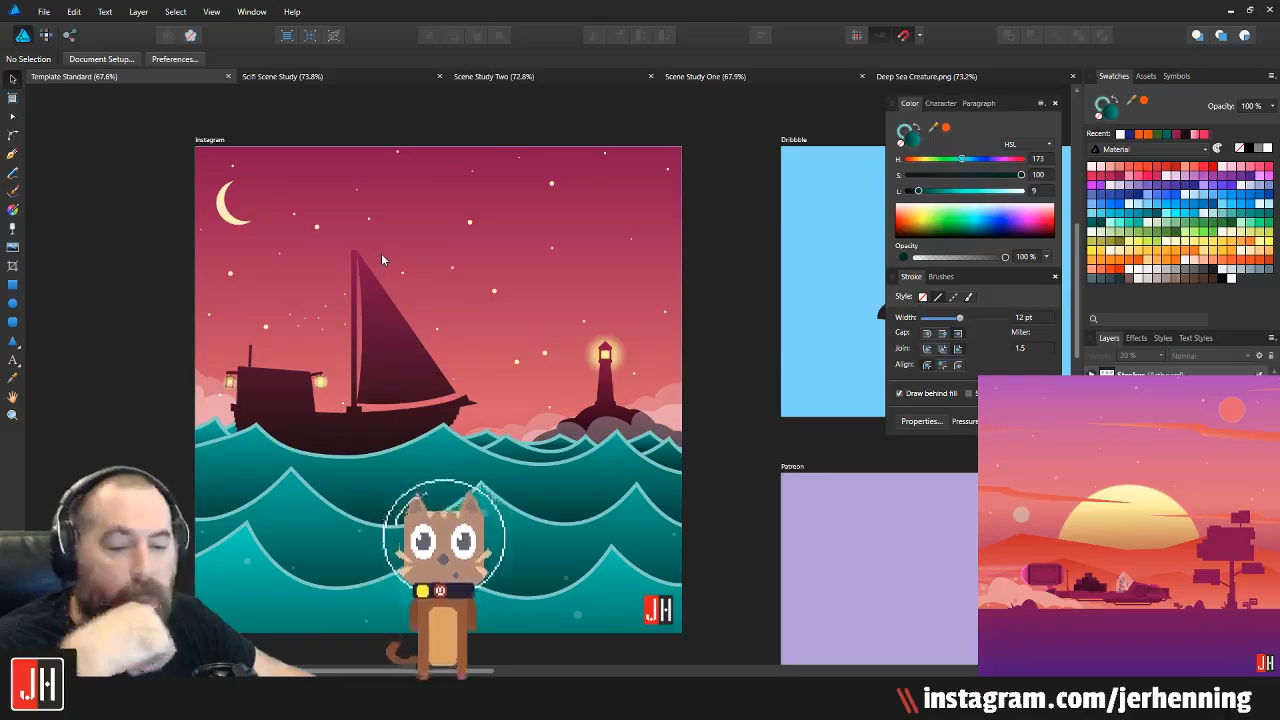 File Edit Text Layer Select View Window Help
No Selection Document Setup... Preferences...
Template Standard (67.6%) Scifi Scene Study (73.8%) Scene Study Two (72.8%) Scene Study One (67.9%) Deep Sea Creature.png (73.2%)
Swatches Assets Symbols
Color Character Paragraph
Opacity: 100 %
HSL
Recent:
Material
H: 173
S: 100
L: 9
Opacity
100 %
Stroke Brushes
Style:
Width: 12 pt
Cap: Miter:
Join: 1.5
Align:
Draw behind fill
Properties...
Layers Effects Styles Text Styles
30 % Normal
Instagram
Dribbble
Patreon
JH
JH
JH
\\ instagram.com/jerhenning